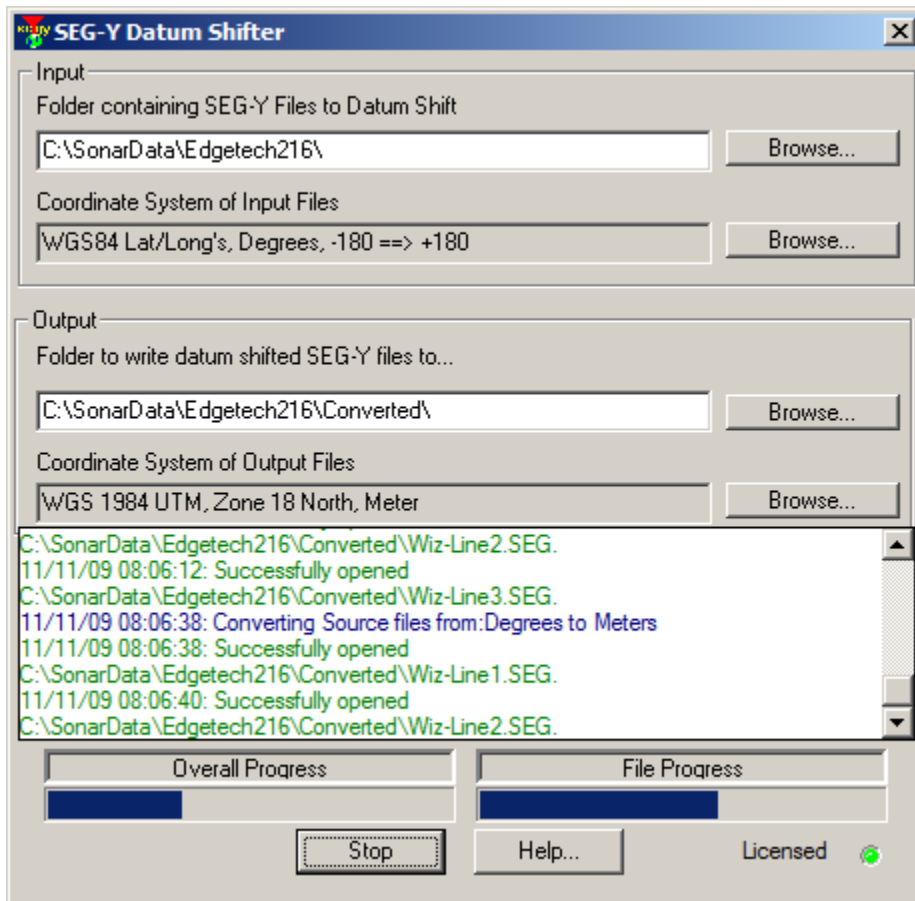 SEG-Y Datum Shifter
Input
Folder containing SEG-Y Files to Datum Shift
C:\SonarData\Edgetech216\
Browse...
Coordinate System of Input Files
WGS84 Lat/Long's, Degrees, -180 ==> +180
Browse...
Output
Folder to write datum shifted SEG-Y files to...
C:\SonarData\Edgetech216\Converted\
Browse...
Coordinate System of Output Files
WGS 1984 UTM, Zone 18 North, Meter
Browse...
C:\SonarData\Edgetech216\Converted\Wiz-Line2.SEG.
11/11/09 08:06:12: Successfully opened
C:\SonarData\Edgetech216\Converted\Wiz-Line3.SEG.
11/11/09 08:06:38: Converting Source files from:Degrees to Meters
11/11/09 08:06:38: Successfully opened
C:\SonarData\Edgetech216\Converted\Wiz-Line1.SEG.
11/11/09 08:06:40: Successfully opened
C:\SonarData\Edgetech216\Converted\Wiz-Line2.SEG.
Overall Progress
File Progress
Stop
Help...
Licensed